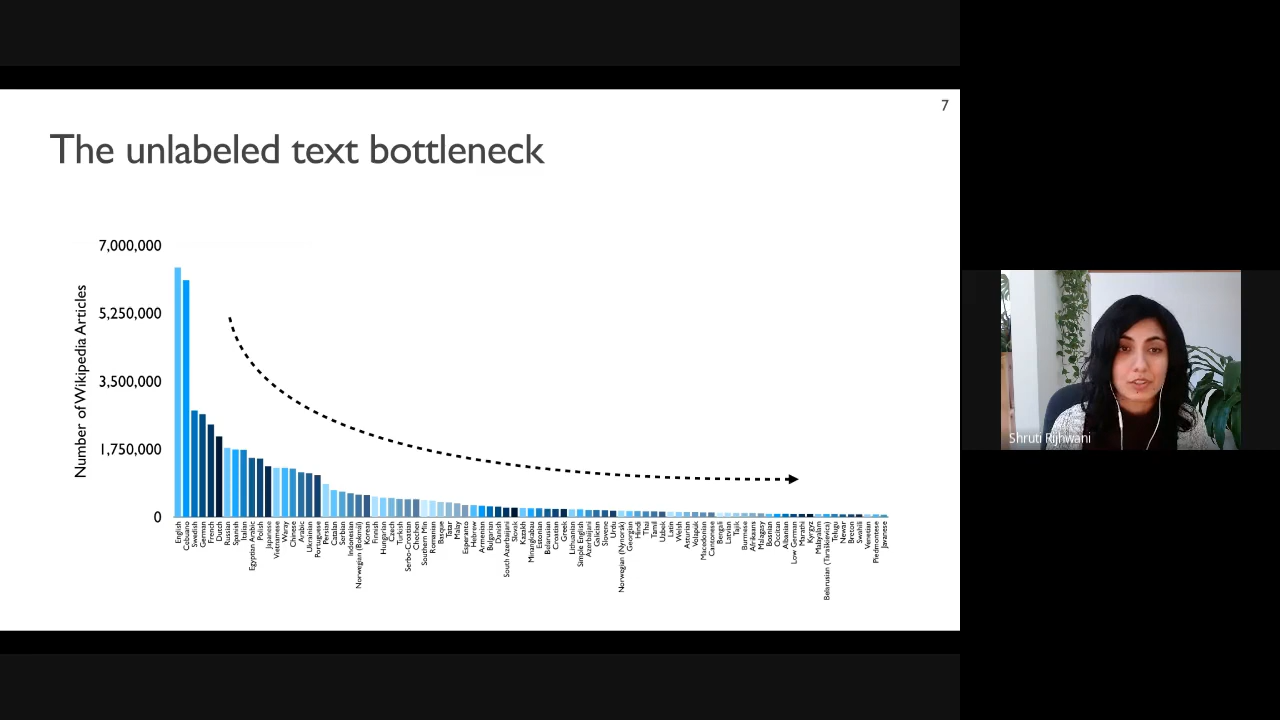 7
The unlabeled text bottleneck
Number of Wikipedia Articles
7,000,000
5,250,000
3,500,000
1,750,000
0
English
Cebuano
Swedish
German
French
Dutch
Russian
Spanish
Italian
Egyptian Arabic
Polish
Japanese
Vietnamese
Waray
Chinese
Arabic
Ukrainian
Portuguese
Persian
Catalan
Serbian
Indonesian
Norwegian (Bokmål)
Korean
Finnish
Hungarian
Czech
Turkish
Serbo-Croatian
Chechen
Southern Min
Romanian
Basque
Tatar
Malay
Esperanto
Hebrew
Armenian
Bulgarian
Danish
South Azerbaijani
Slovak
Kazakh
Minangkabau
Estonian
Belarusian
Croatian
Greek
Lithuanian
Simple English
Azerbaijani
Galician
Slovene
Urdu
Norwegian (Nynorsk)
Georgian
Hindi
Thai
Tamil
Uzbek
Latin
Welsh
Asturian
Volapük
Macedonian
Cantonese
Bengali
Latvian
Tajik
Burmese
Afrikaans
Malagasy
Bosnian
Occitan
Albanian
Low German
Marathi
Kyrgyz
Malayalam
Belarusian (Taraškievica)
Telugu
Newar
Breton
Swahili
Venetian
Piedmontese
Javanese
Shruti Rijhwani